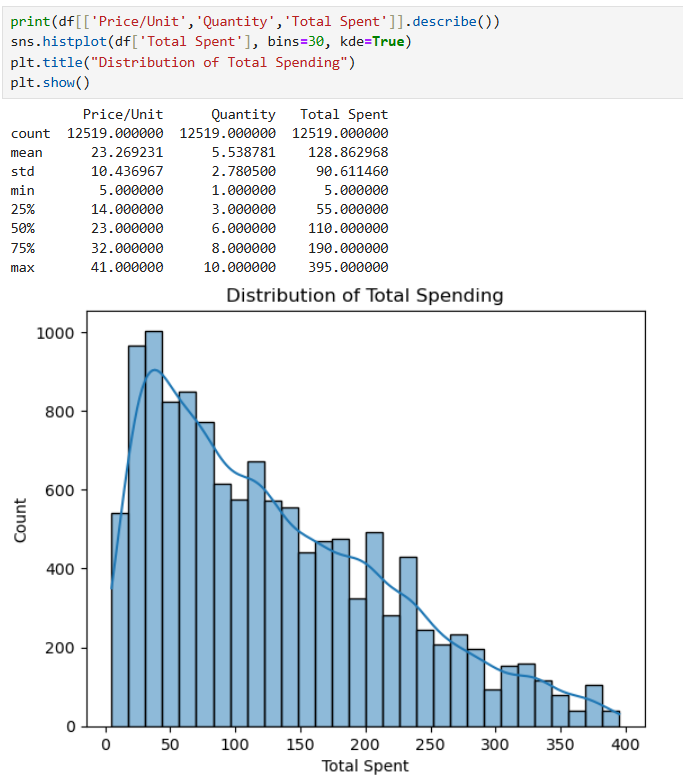 print(df[['Price/Unit','Quantity','Total Spent']].describe())
sns.histplot(df['Total Spent'], bins=30, kde=True)
plt.title("Distribution of Total Spending")
plt.show()
Price/Unit Quantity Total Spent
count 12519.000000 12519.000000 12519.000000
mean 23.269231 5.538781 128.862968
std 10.436967 2.780500 90.611460
min 5.000000 1.000000 5.000000
25% 14.000000 3.000000 55.000000
50% 23.000000 6.000000 110.000000
75% 32.000000 8.000000 190.000000
max 41.000000 10.000000 395.000000
Distribution of Total Spending
1000
800
600
400
200
0
Count
0 50 100 150 200 250 300 350 400
Total Spent